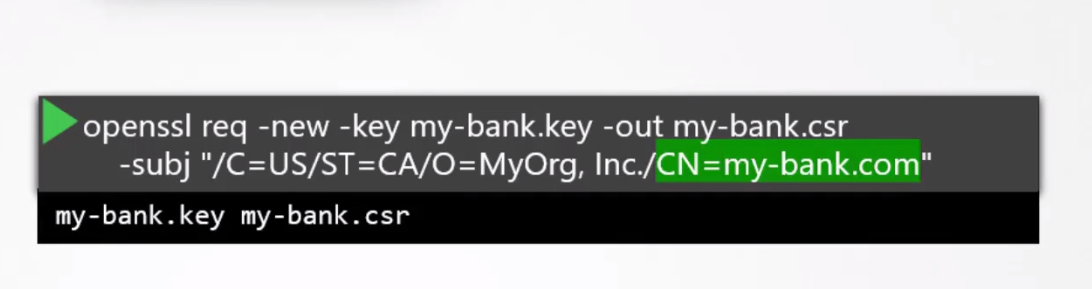 openssl req -new -key my-bank.key -out my-bank.csr
-subj "/C=US/ST=CA/O=MyOrg, Inc./CN=my-bank.com"
my-bank.key my-bank.csr